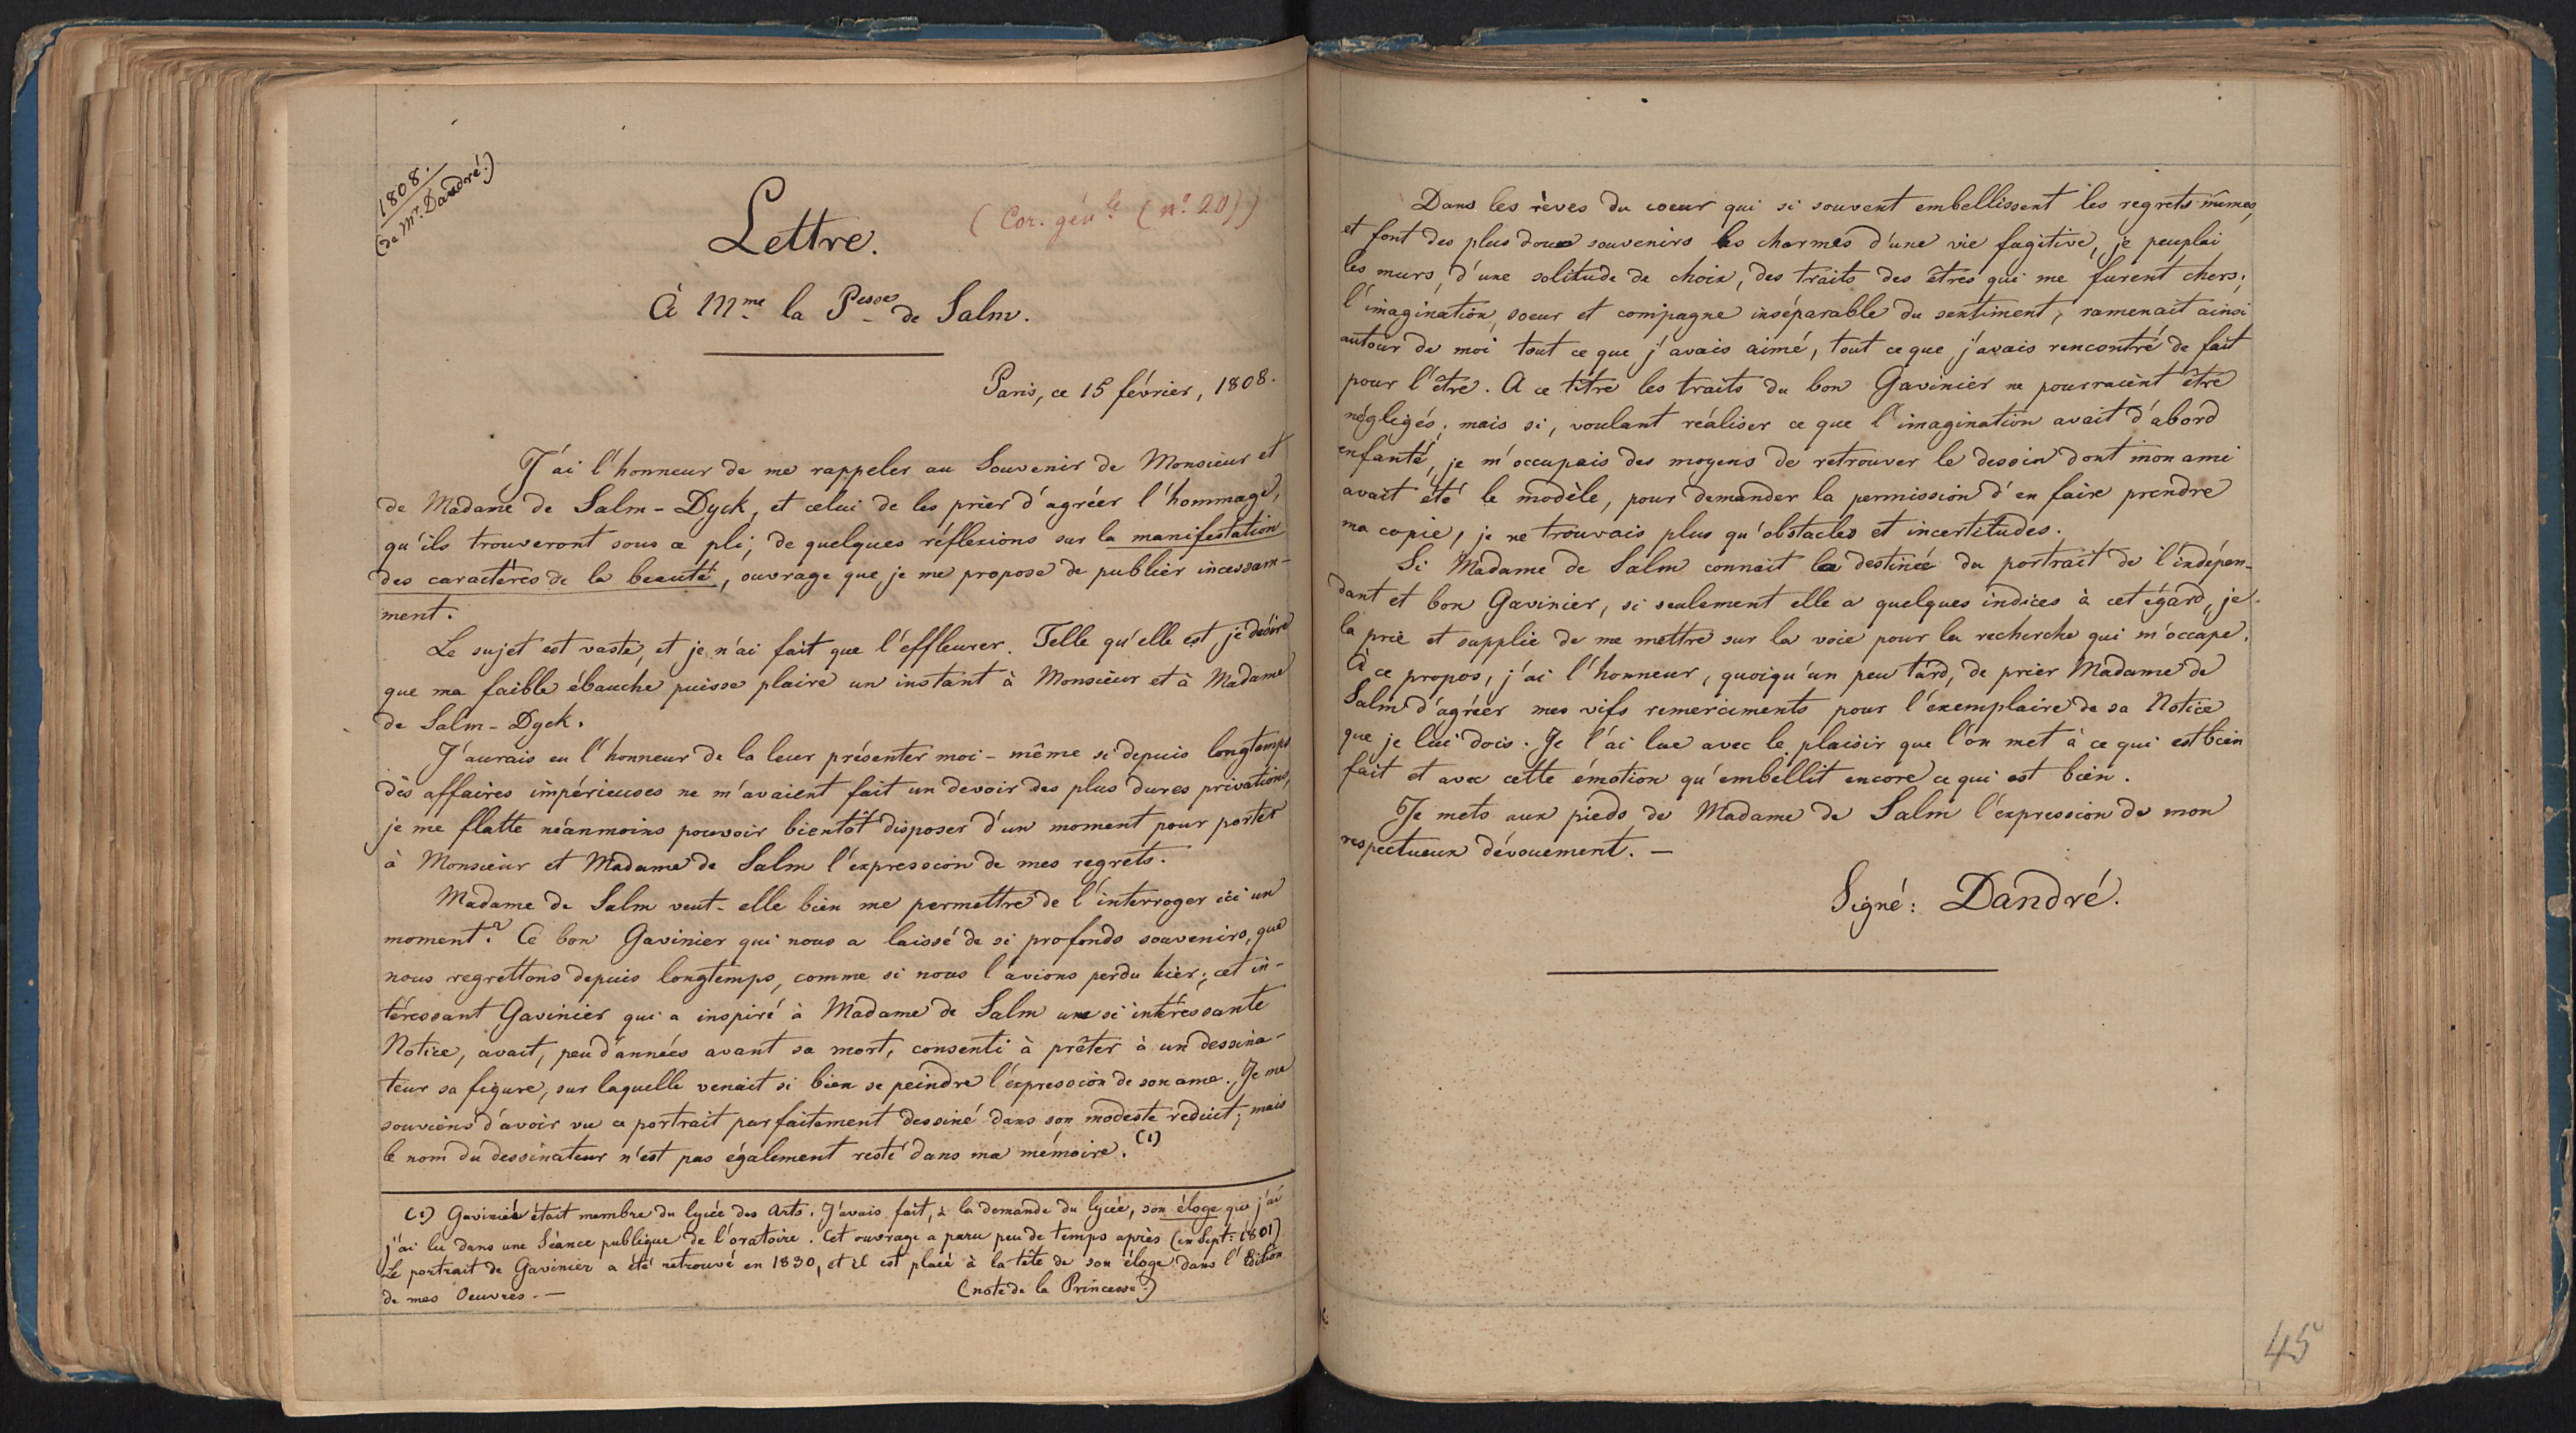 1808.
(de Mr. Dandré.)
(Cor. génle (n° 20))
Lettre.
À Mme la Pesse de Salm.
Paris, ce 15 février, 1808.
J'ai l'honneur de me rappeler au Souvenir de Monsieur et
de Madame de Salm-Dyck, et celui de les prier d'agréer l'hommage,
qu'ils trouveront sous ce pli, de quelques réflexions sur la manifestation
des caractères de la beauté, ouvrage que je me propose de publier incessam-
ment.
Le sujet est vaste, et je n'ai fait que l'effleurer. Telle qu'elle est je désire
que ma faible ébauche puisse plaire un instant à Monsieur et à Madame
de Salm-Dyck.
J'aurais eu l'honneur de la leur présenter moi-même si depuis longtemps
dès affaires impérieuses ne m'avaient fait un devoir des plus dures privations,
je me flatte néanmoins pouvoir bientôt disposer d'un moment pour porter
à Monsieur et Madame de Salm l'expression de mes regrets.
Madame de Salm veut-elle bien me permettre de l'interroger ici un
moment? Ce bon Gavinier qui nous a laissé de si profonds souvenirs, que
nous regrettons depuis longtemps, comme si nous l'avions perdu hier; cet in-
téressant Gavinier qui a inspiré à Madame de Salm une si intéressante
Notice, avait, peu d'années avant sa mort, consenti à prêter à un dessina-
teur sa figure, sur laquelle venait si bien se peindre l'expression de son ame. Je me
souviens d'avoir vu ce portrait parfaitement dessiné dans son modeste réduit; mais
le nom du dessinateur n'est pas également resté dans ma mémoire. (1)
(1) Gavinié était membre du lycée des Arts. J'avais fait, à la demande du lycée, son éloge que j'ai
j'ai lu dans une Séance publique de l'oratoire. Cet ouvrage a paru peu de temps après (en Sept: 1801)
Le portrait de Gavinier a été retrouvé en 1830, et il est placé à la tête de son éloge dans l'Edition
de mes Oeuvres. —
(note de la Princesse.)
Dans les rèves du coeur qui si souvent embellissent les regrets mêmes,
et font des plus doux souvenirs les charmes d'une vie fugitive, je peuplai
les murs, d'une solitude de choix, des traits des êtres qui me furent chers;
l'imagination, soeur et compagne inséparable du sentiment, ramenait ainsi
autour de moi tout ce que j'avais aimé, tout ce que j'avais rencontré de fait
pour l'être. A ce titre les traits du bon Gavinier ne pourraient être
négligés; mais si, voulant réaliser ce que l'imagination avait d'abord
enfanté, je m'occupais des moyens de retrouver le dessin dont mon ami
avait été le modèle, pour demander la permission d'en faire prendre
ma copie, je ne trouvais plus qu'obstacles et incertitudes.
Si Madame de Salm connait la destinée du portrait de l'indépen-
dant et bon Gavinier, si seulement elle a quelques indices à cet égard, je
la prie et supplie de me mettre sur la voie pour la recherche qui m'occupe.
À ce propos, j'ai l'honneur, quoiqu'un peu tard, de prier Madame de
Salm d'agréer mes vifs remerciments pour l'exemplaire de sa Notice
que je lui dois. Je l'ai lue avec le plaisir que l'on met à ce qui est bien
fait et avec cette émotion qu'embellit encore ce qui est bien.
Je mets aux pieds de Madame de Salm l'expression de mon
respectueux dévouement. —
Signé: Dandré.
45